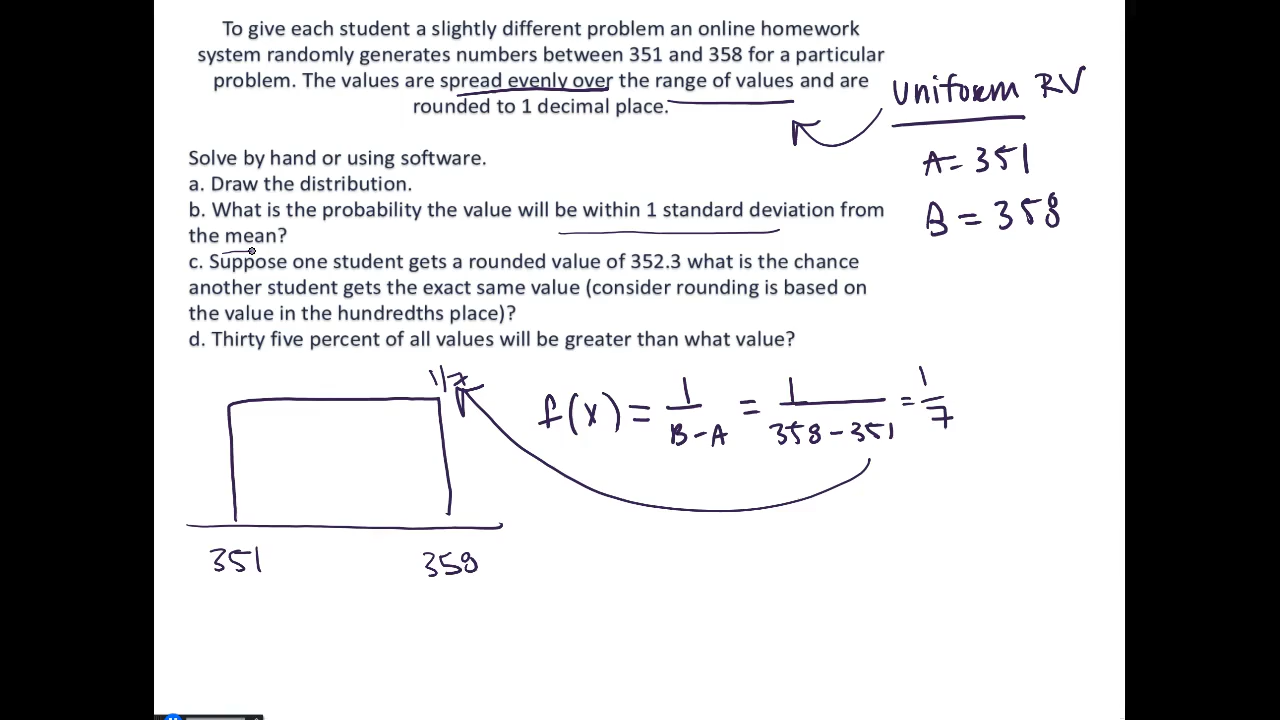 To give each student a slightly different problem an online homework
system randomly generates numbers between 351 and 358 for a particular
problem. The values are spread evenly over the range of values and are
rounded to 1 decimal place.
uniform RV
A = 351
B = 358
Solve by hand or using software.
a. Draw the distribution.
b. What is the probability the value will be within 1 standard deviation from
the mean?
c. Suppose one student gets a rounded value of 352.3 what is the chance
another student gets the exact same value (consider rounding is based on
the value in the hundredths place)?
d. Thirty five percent of all values will be greater than what value?
1/7
f(x) = 1/(B-A) = 1/(358-351) = 1/7
351 358